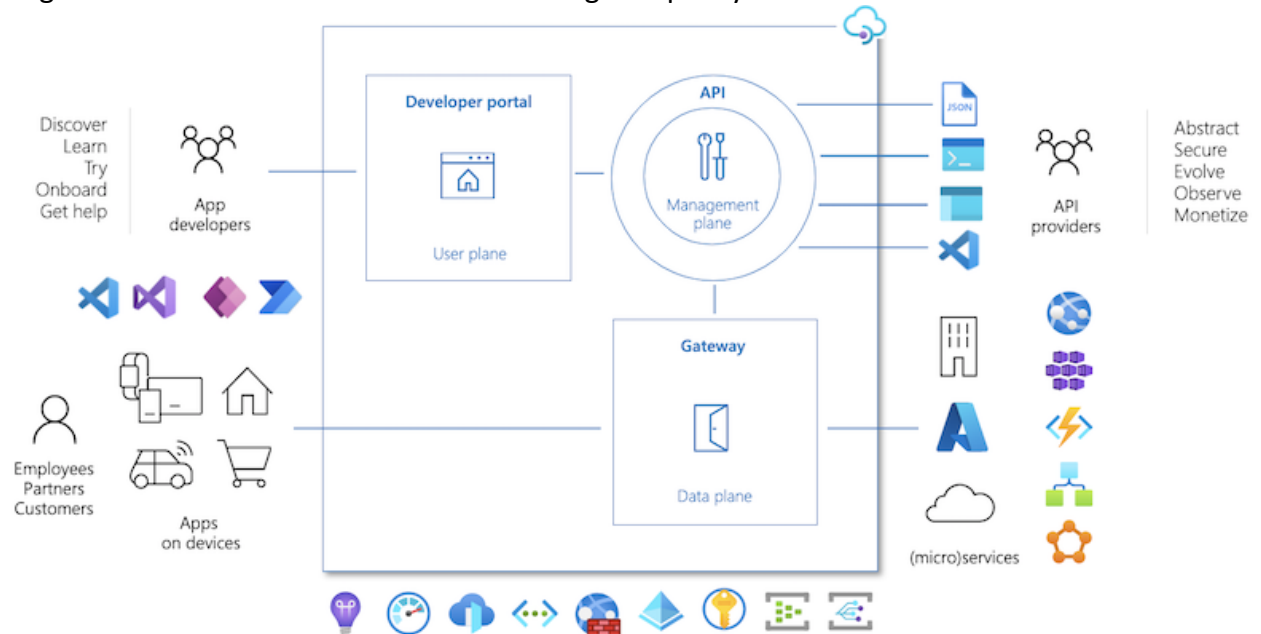 Developer portal
User plane
API
Management
plane
JSON
Discover
Learn
Try
Onboard
Get help
App
developers
API
providers
Abstract
Secure
Evolve
Observe
Monetize
Gateway
Data plane
Employees
Partners
Customers
Apps
on devices
(micro)services